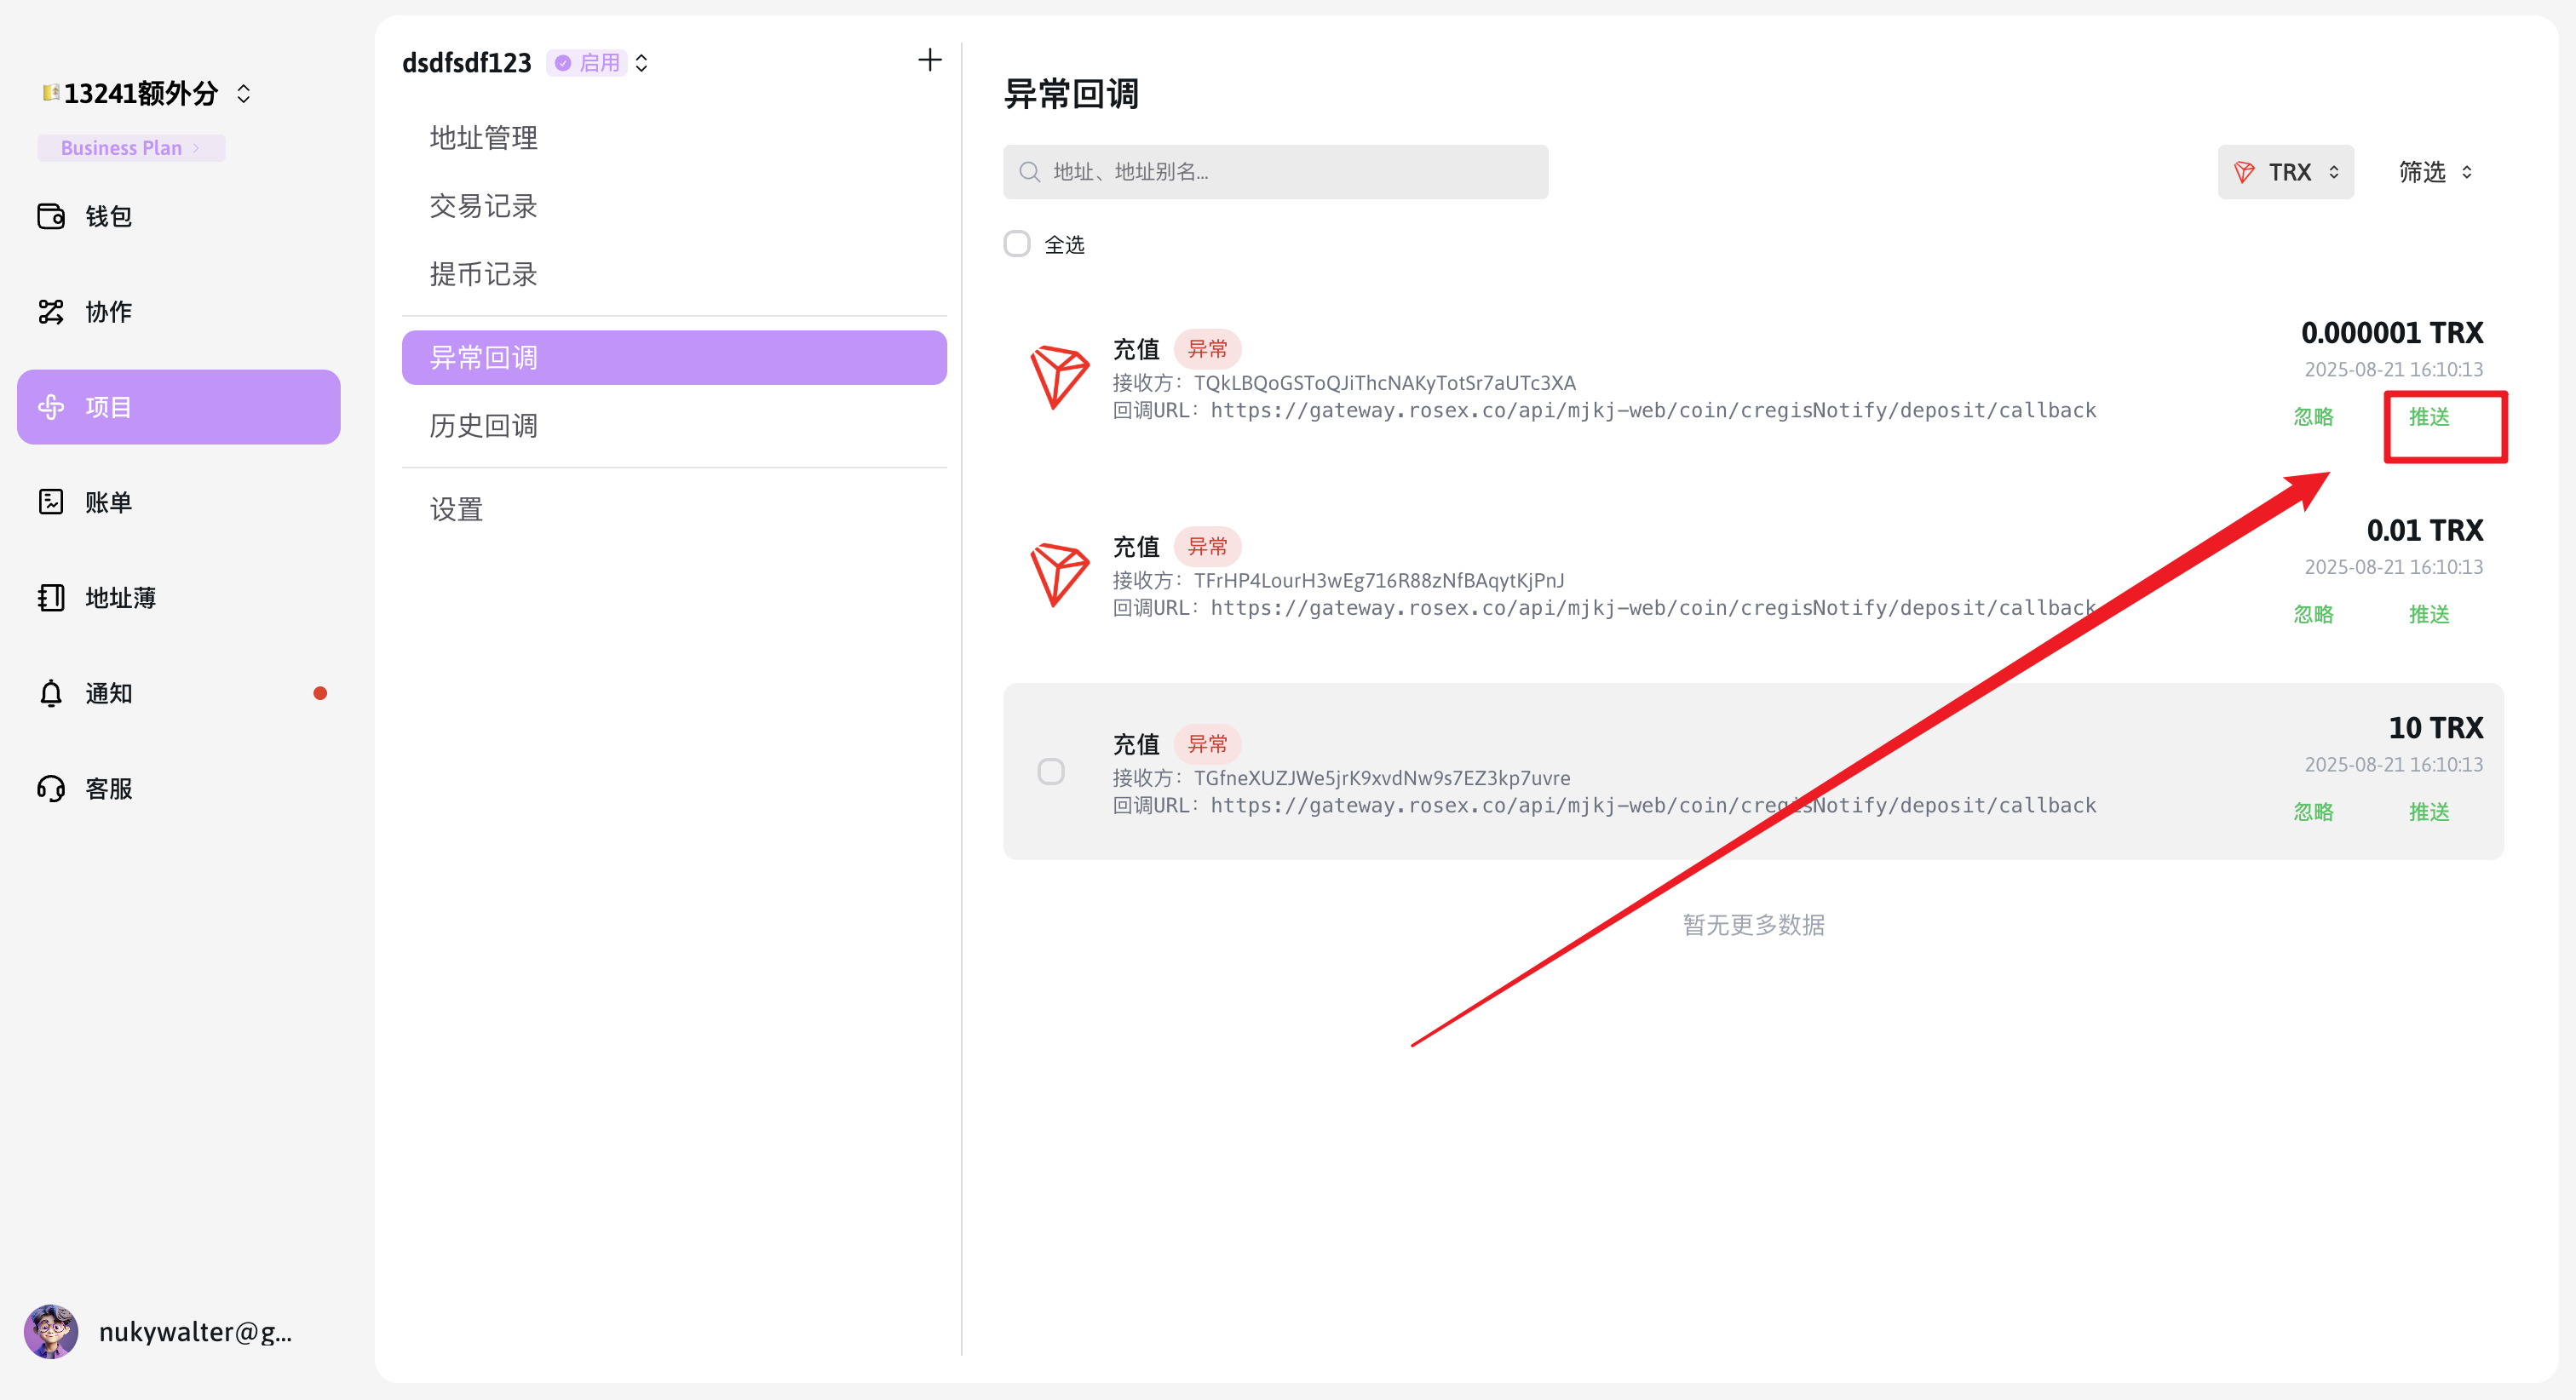 13241额外分
Business Plan
钱包
协作
项目
账单
地址薄
通知
客服
nukywalter@g...
dsdfsdf123 启用
地址管理
交易记录
提币记录
异常回调
历史回调
设置
异常回调
地址、地址别名...
TRX
筛选
全选
充值 异常
接收方：TQkLBQoGSToQJiThcNAKyTotSr7aUTc3XA
回调URL：https://gateway.rosex.co/api/mjkj-web/coin/cregisNotify/deposit/callback
0.000001 TRX
2025-08-21 16:10:13
忽略 推送
充值 异常
接收方：TFrHP4LourH3wEg716R88zNfBAqytKjPnJ
回调URL：https://gateway.rosex.co/api/mjkj-web/coin/cregisNotify/deposit/callback
0.01 TRX
2025-08-21 16:10:13
忽略 推送
充值 异常
接收方：TGfneXUZJWe5jrK9xvdNw9s7EZ3kp7uvre
回调URL：https://gateway.rosex.co/api/mjkj-web/coin/cregisNotify/deposit/callback
10 TRX
2025-08-21 16:10:13
忽略 推送
暂无更多数据